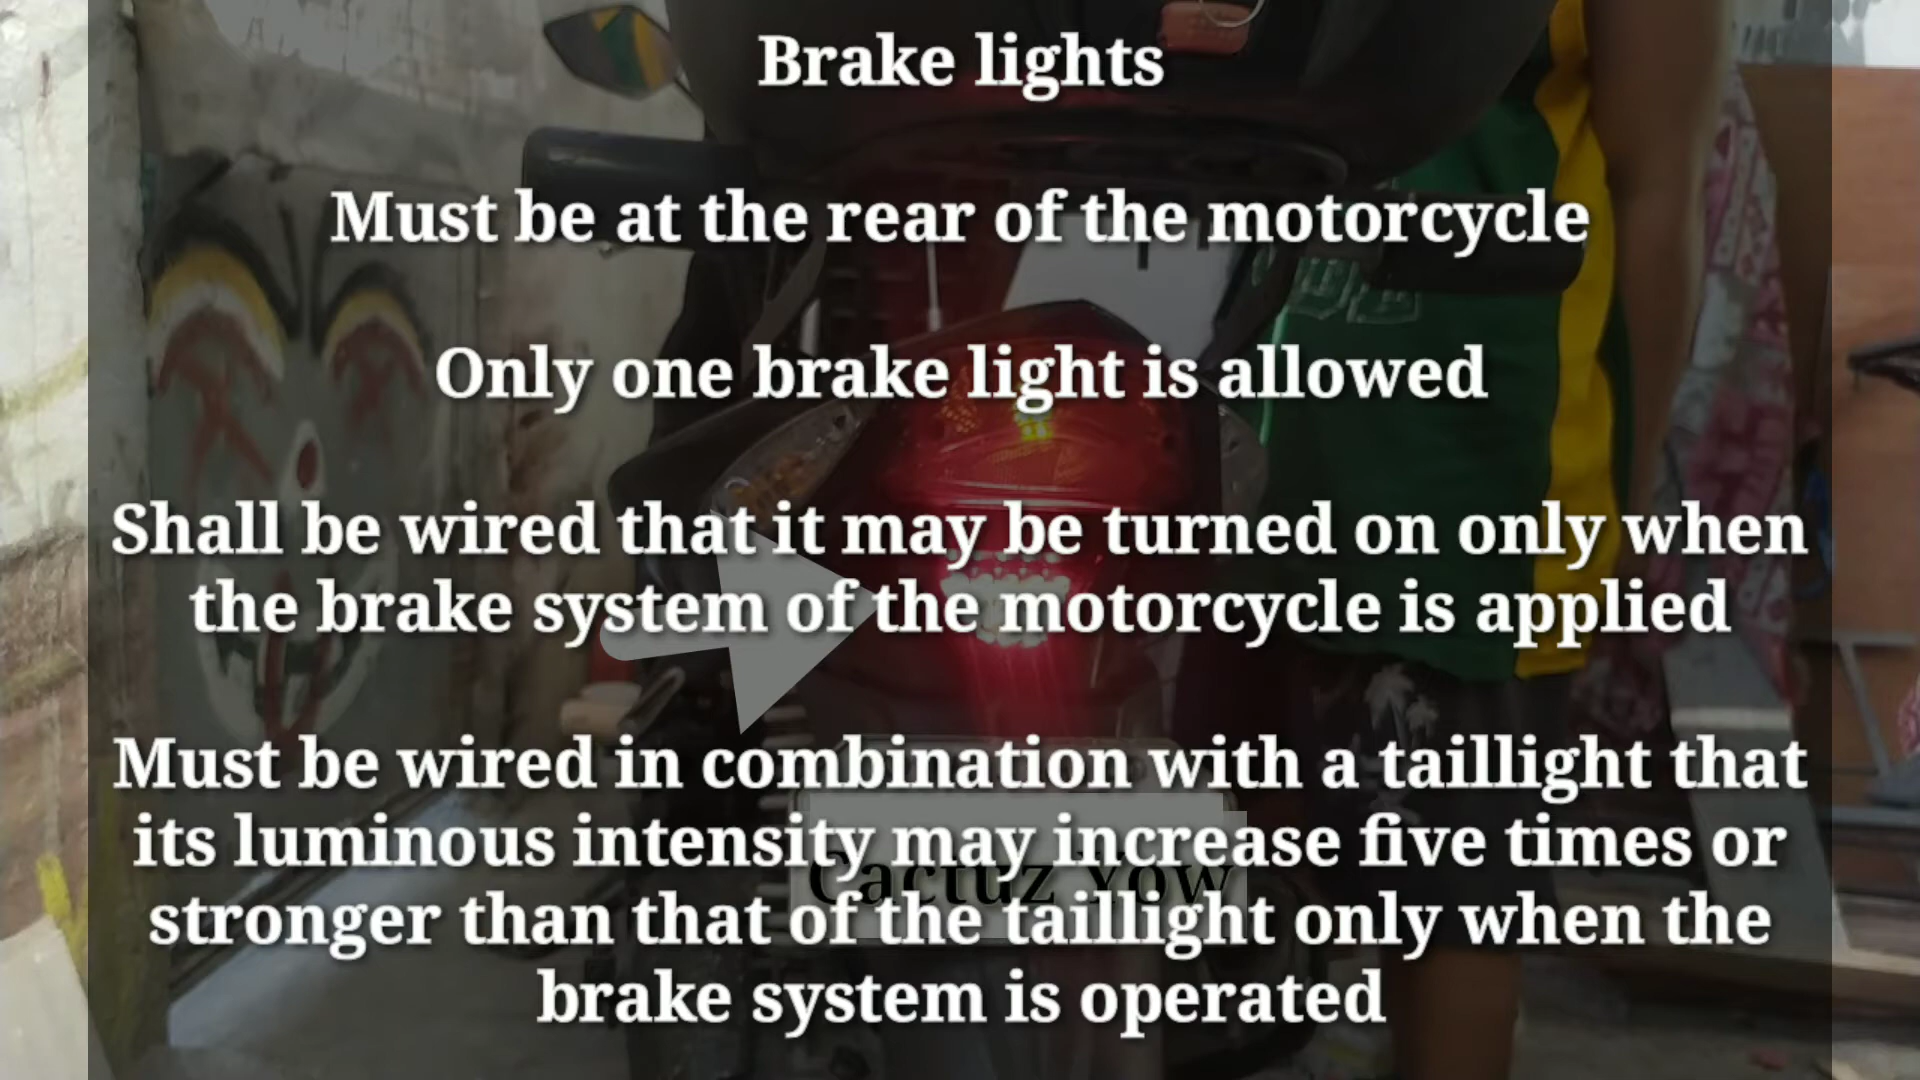 Brake lights
Must be at the rear of the motorcycle
Only one brake light is allowed
Shall be wired that it may be turned on only when
the brake system of the motorcycle is applied
Must be wired in combination with a taillight that
its luminous intensity may increase five times or
Cactuz Yow
stronger than that of the taillight only when the
brake system is operated